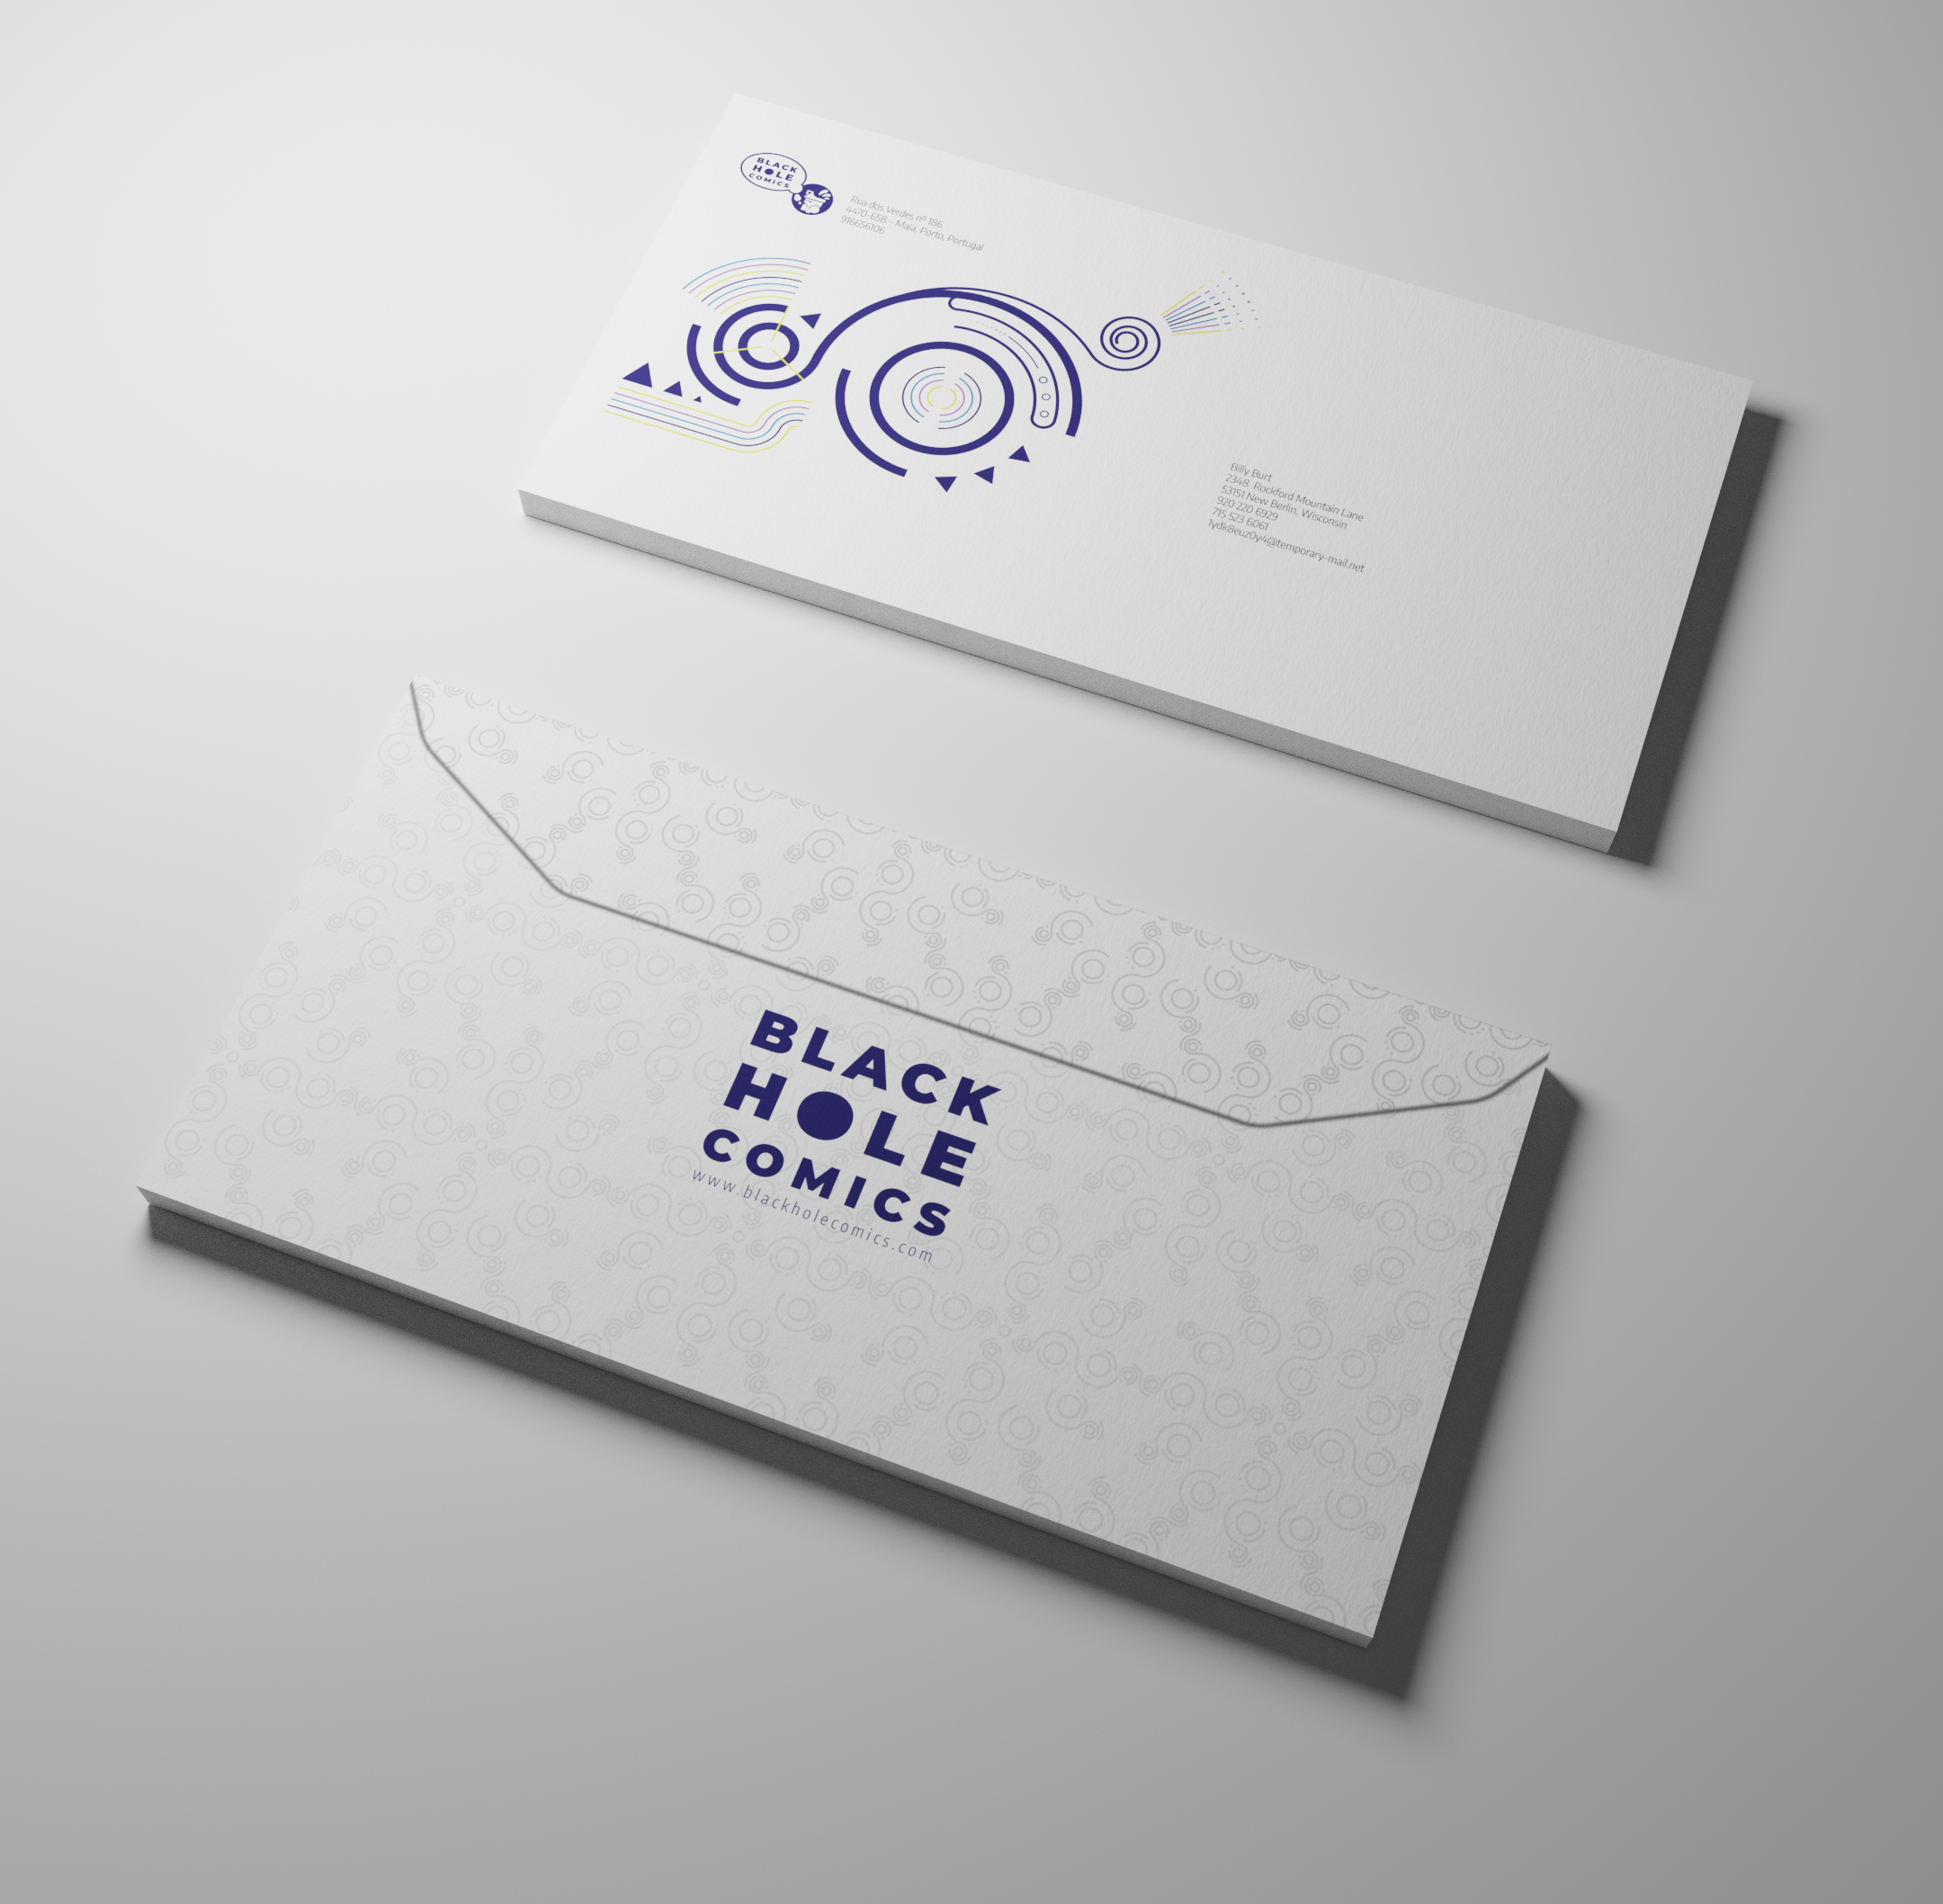 BLACK
HOLE
COMICS
Rua dos Verdes nº 186
4470-658 – Maia, Porto, Portugal
916656106
Billy Burt
2348 Rockford Mountain Lane
53151 New Berlin, Wisconsin
920 220 6929
715 523 6061
1ydk8euz0y4@temporary-mail.net
BLACK
HOLE
COMICS
www.blackholecomics.com